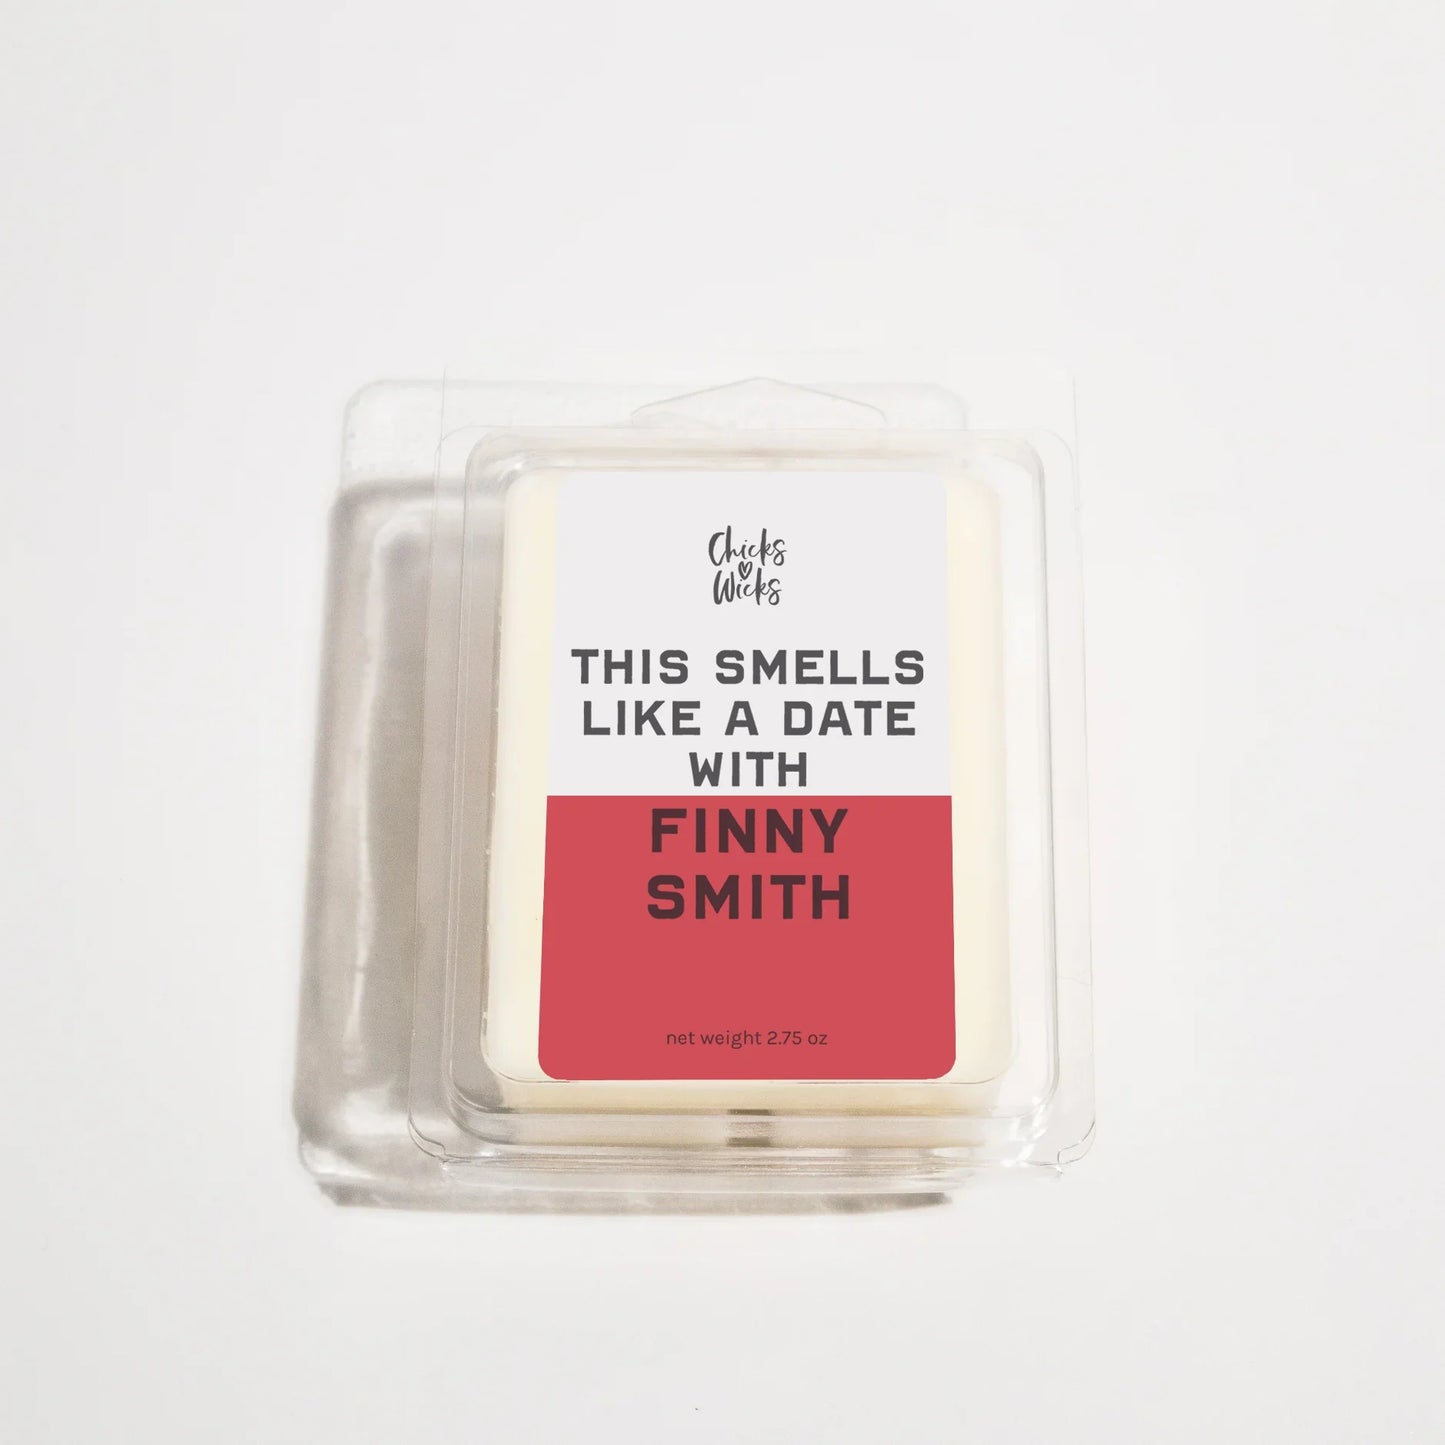 Chicks
Wicks
THIS SMELLS
LIKE A DATE
WITH
FINNY
SMITH
net weight 2.75 oz